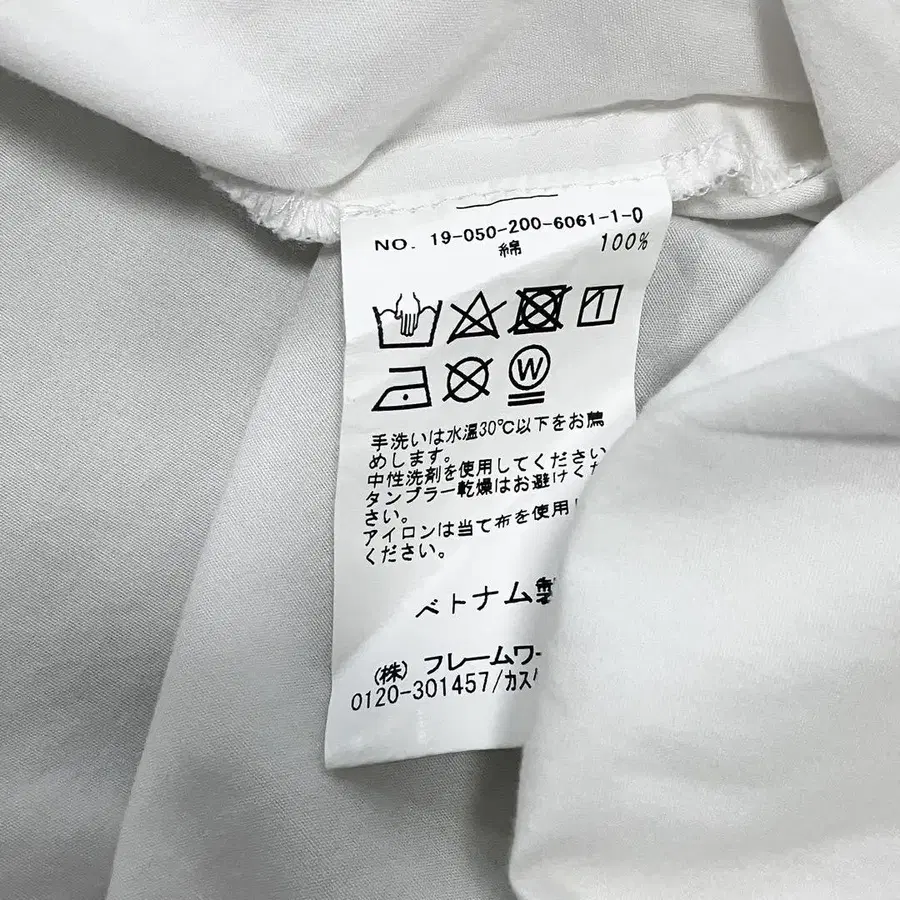 NO. 19-050-200-6061-1-0
綿 100%
W
手洗いは水温30℃以下をお薦
めします。
中性洗剤を使用してください
タンブラー乾燥はお避けくだ
さい。
アイロンは当て布を使用し
ください。
ベトナム製
(株) フレームワー
0120-301457/カス